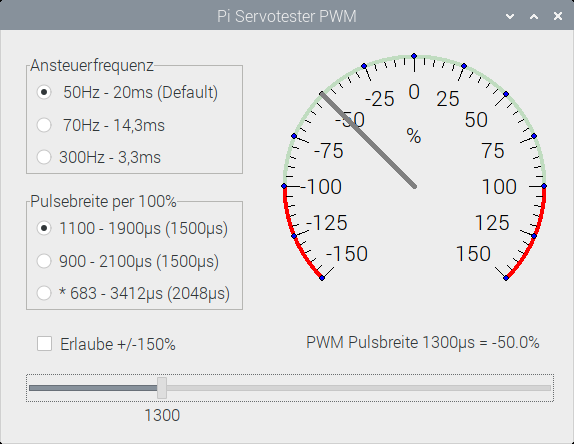 Pi Servotester PWM
Ansteuerfrequenz
50Hz - 20ms (Default)
70Hz - 14,3ms
300Hz - 3,3ms
Pulsebreite per 100%
1100 - 1900µs (1500µs)
900 - 2100µs (1500µs)
* 683 - 3412µs (2048µs)
Erlaube +/-150%
0
-25
25
-50
50
%
-75
75
-100
100
-125
125
-150
150
PWM Pulsbreite 1300µs = -50.0%
1300